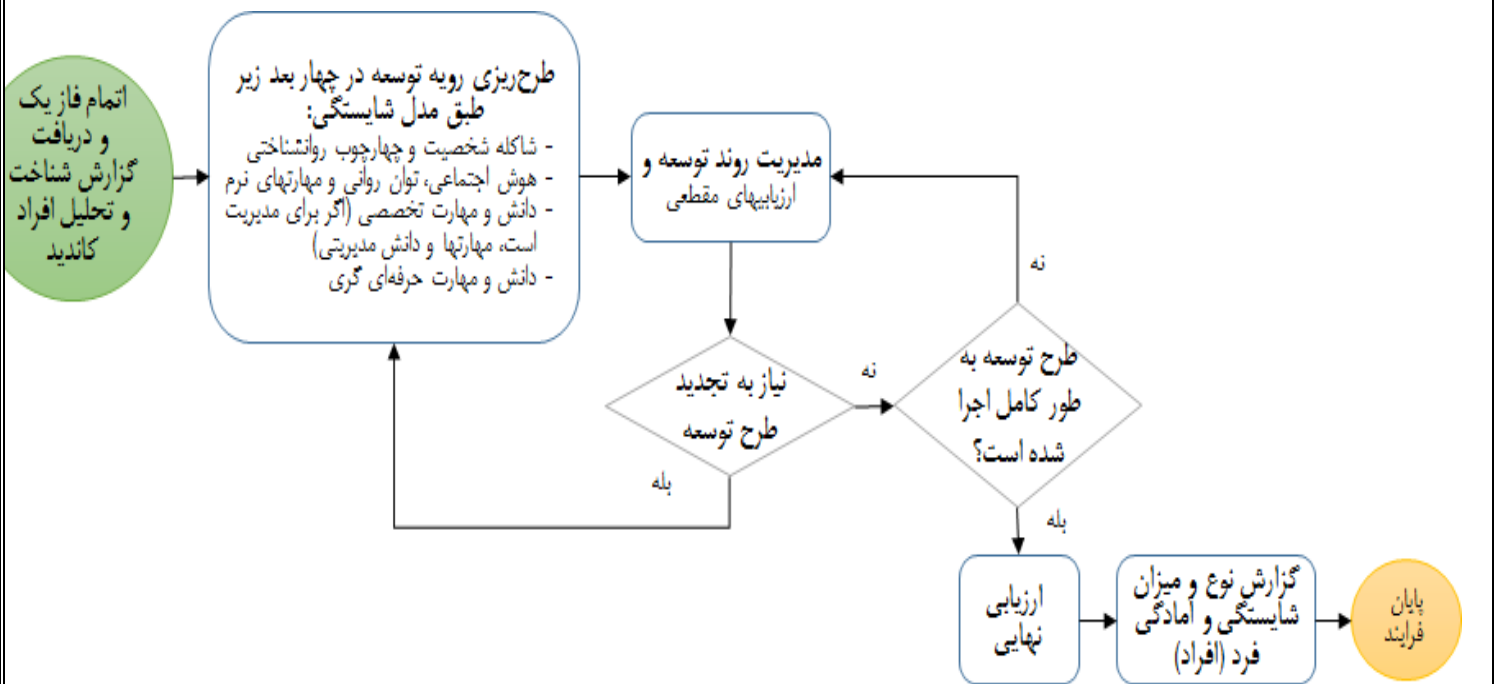 اتمام فاز یک
و دریافت
گزارش شناخت
و تحلیل افراد
کاندید
طرح‌ریزی رویه توسعه در چهار بعد زیر
طبق مدل شایستگی:
- شاکله شخصیت و چهارچوب روانشناختی
- هوش اجتماعی، توان روانی و مهارتهای نرم
- دانش و مهارت تخصصی (اگر برای مدیریت
است، مهارتها و دانش مدیریتی)
- دانش و مهارت حرفه‌ای گری
مدیریت روند توسعه و
ارزیابیهای مقطعی
نیاز به تجدید
طرح توسعه
بله
نه
طرح توسعه به
طور کامل اجرا
شده است؟
نه
بله
ارزیابی
نهایی
گزارش نوع و میزان
شایستگی و آمادگی
فرد (افراد)
پایان
فرایند